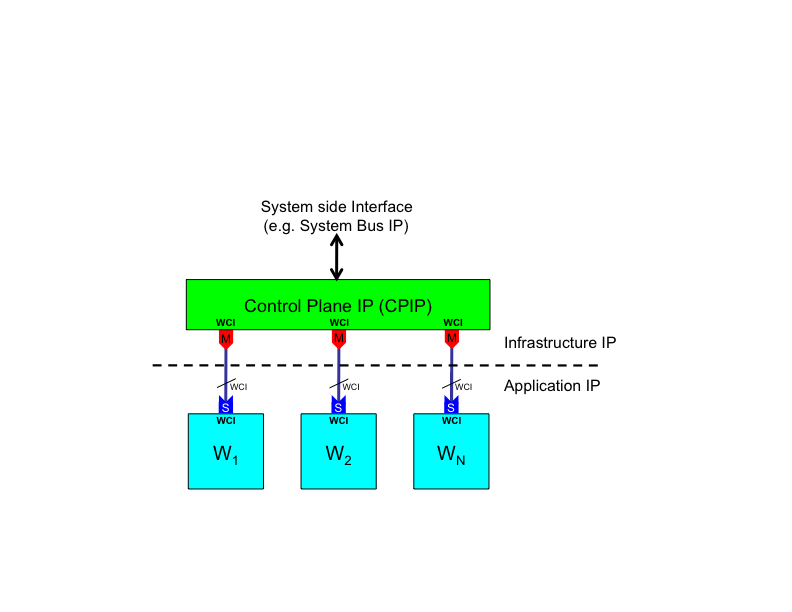 System side Interface
(e.g. System Bus IP)
Control Plane IP (CPIP)
WCI WCI WCI
M M M
Infrastructure IP
Application IP
WCI WCI WCI
S S S
WCI WCI WCI
W1 W2 WN